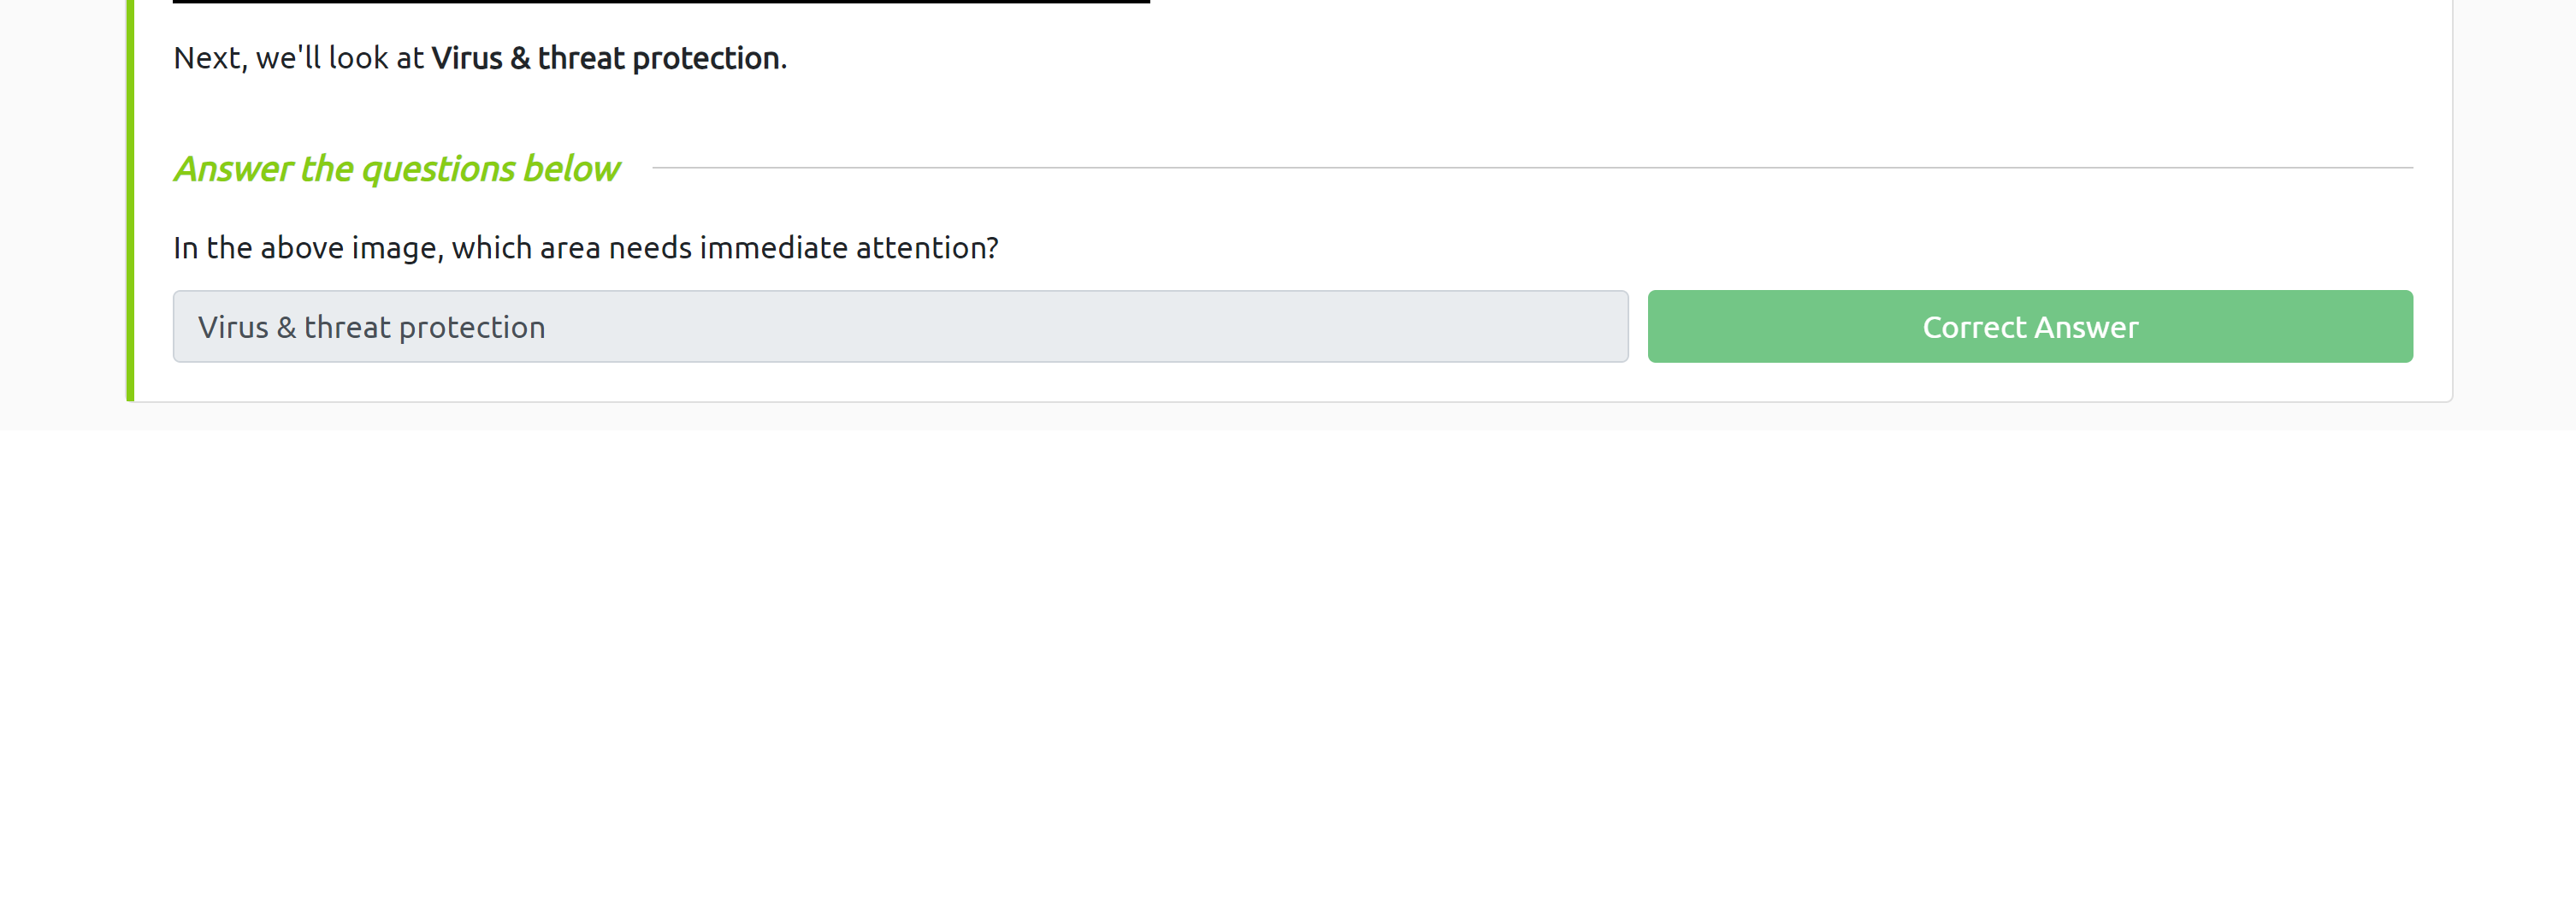 Next, we'll look at Virus & threat protection.
Answer the questions below
In the above image, which area needs immediate attention?
Virus & threat protection
Correct Answer